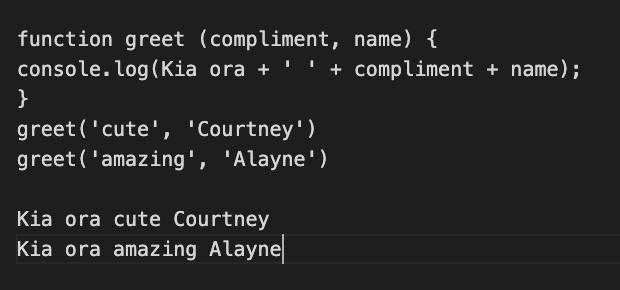 function greet (compliment, name) {
console.log(Kia ora + ' ' + compliment + name);
}
greet('cute', 'Courtney')
greet('amazing', 'Alayne')
Kia ora cute Courtney
Kia ora amazing Alayne